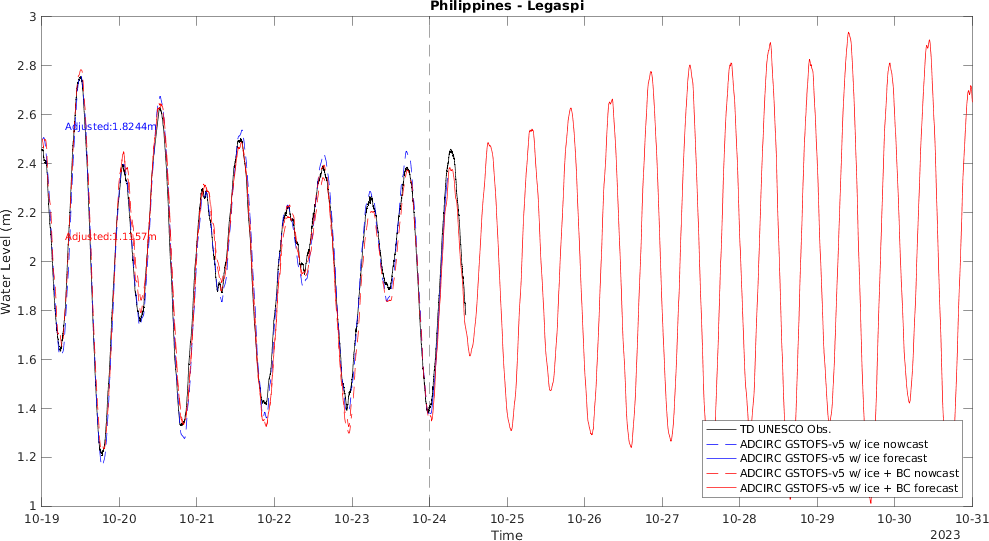 Philippines - Legaspi
3
2.8
2.6
2.4
2.2
2
1.8
1.6
1.4
1.2
1
Water Level (m)
Adjusted:1.8244m
Adjusted:1.1157m
TD UNESCO Obs.
ADCIRC GSTOFS-v5 w/ ice nowcast
ADCIRC GSTOFS-v5 w/ ice forecast
ADCIRC GSTOFS-v5 w/ ice + BC nowcast
ADCIRC GSTOFS-v5 w/ ice + BC forecast
10-19 10-20 10-21 10-22 10-23 10-24 10-25 10-26 10-27 10-28 10-29 10-30 10-31
Time
2023